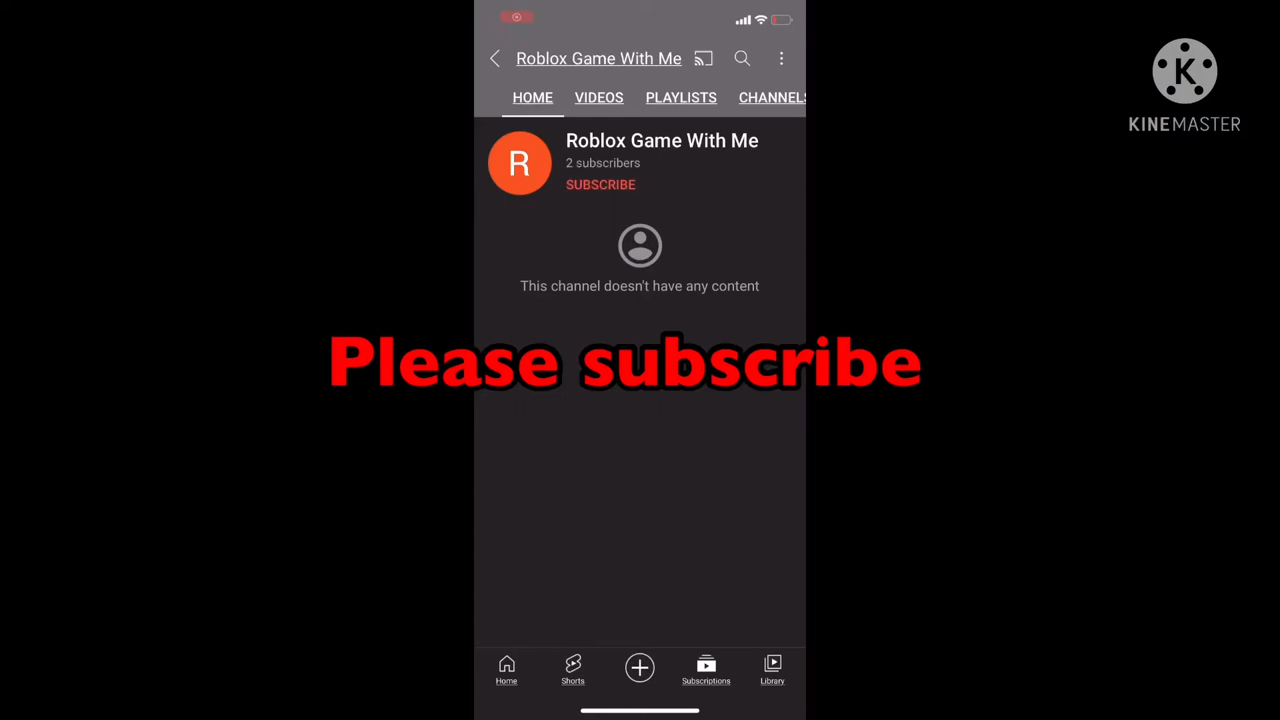 Roblox Game With Me
HOME VIDEOS PLAYLISTS CHANNELS
R
Roblox Game With Me
2 subscribers
SUBSCRIBE
This channel doesn't have any content
Please subscribe
Home Shorts Subscriptions Library
K
KINEMASTER